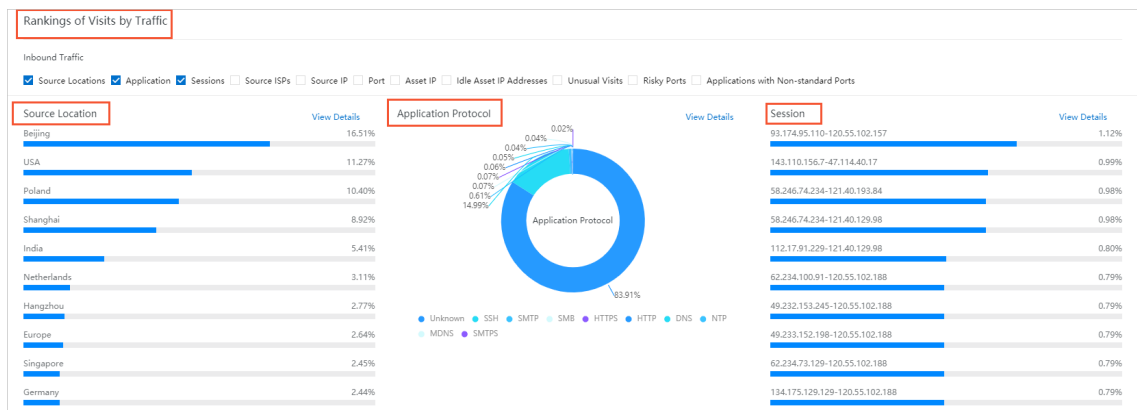 Rankings of Visits by Traffic
Inbound Traffic
Source Locations Application Sessions Source ISPs Source IP Port Asset IP Idle Asset IP Addresses Unusual Visits Risky Ports Applications with Non-standard Ports
Source Location View Details
Beijing 16.51%
USA 11.27%
Poland 10.40%
Shanghai 8.92%
India 5.41%
Netherlands 3.11%
Hangzhou 2.77%
Europe 2.64%
Singapore 2.45%
Germany 2.44%
Application Protocol View Details
0.02%
0.04%
0.04%
0.05%
0.06%
0.07%
0.07%
0.61%
14.99%
Application Protocol
83.91%
Unknown SSH SMTP SMB HTTPS HTTP DNS NTP
MDNS SMTPS
Session View Details
93.174.95.110-120.55.102.157 1.12%
143.110.156.7-47.114.40.17 0.99%
58.246.74.234-121.40.193.84 0.98%
58.246.74.234-121.40.129.98 0.98%
112.17.91.229-121.40.129.98 0.80%
62.234.100.91-120.55.102.188 0.79%
49.232.153.245-120.55.102.188 0.79%
49.233.152.198-120.55.102.188 0.79%
62.234.73.129-120.55.102.188 0.79%
134.175.129.129-120.55.102.188 0.79%